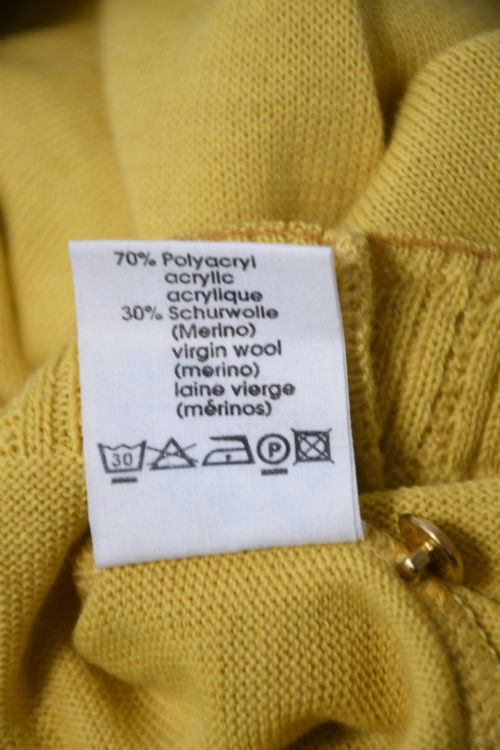 70% Polyacryl
acrylic
acrylique
30% Schurwolle
(Merino)
virgin wool
(merino)
laine vierge
(mérinos)
30 P